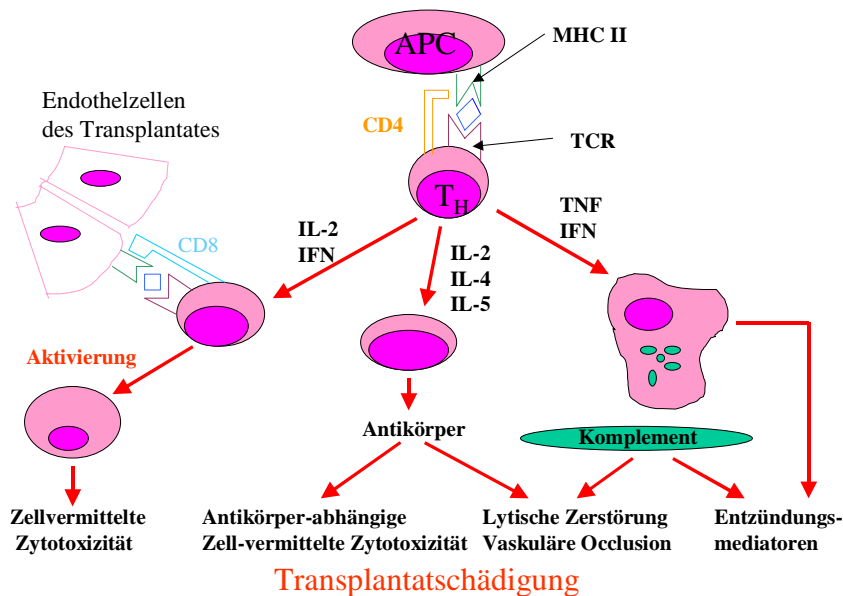 APC
MHC II
Endothelzellen
des Transplantates
CD4
TCR
TH
TNF
IFN
IL-2
IFN
CD8
IL-2
IL-4
IL-5
Aktivierung
Antikörper
Komplement
Zellvermittelte
Zytotoxizität
Antikörper-abhängige
Zell-vermittelte Zytotoxizität
Lytische Zerstörung
Vaskuläre Occlusion
Entzündungs-
mediatoren
Transplantatschädigung